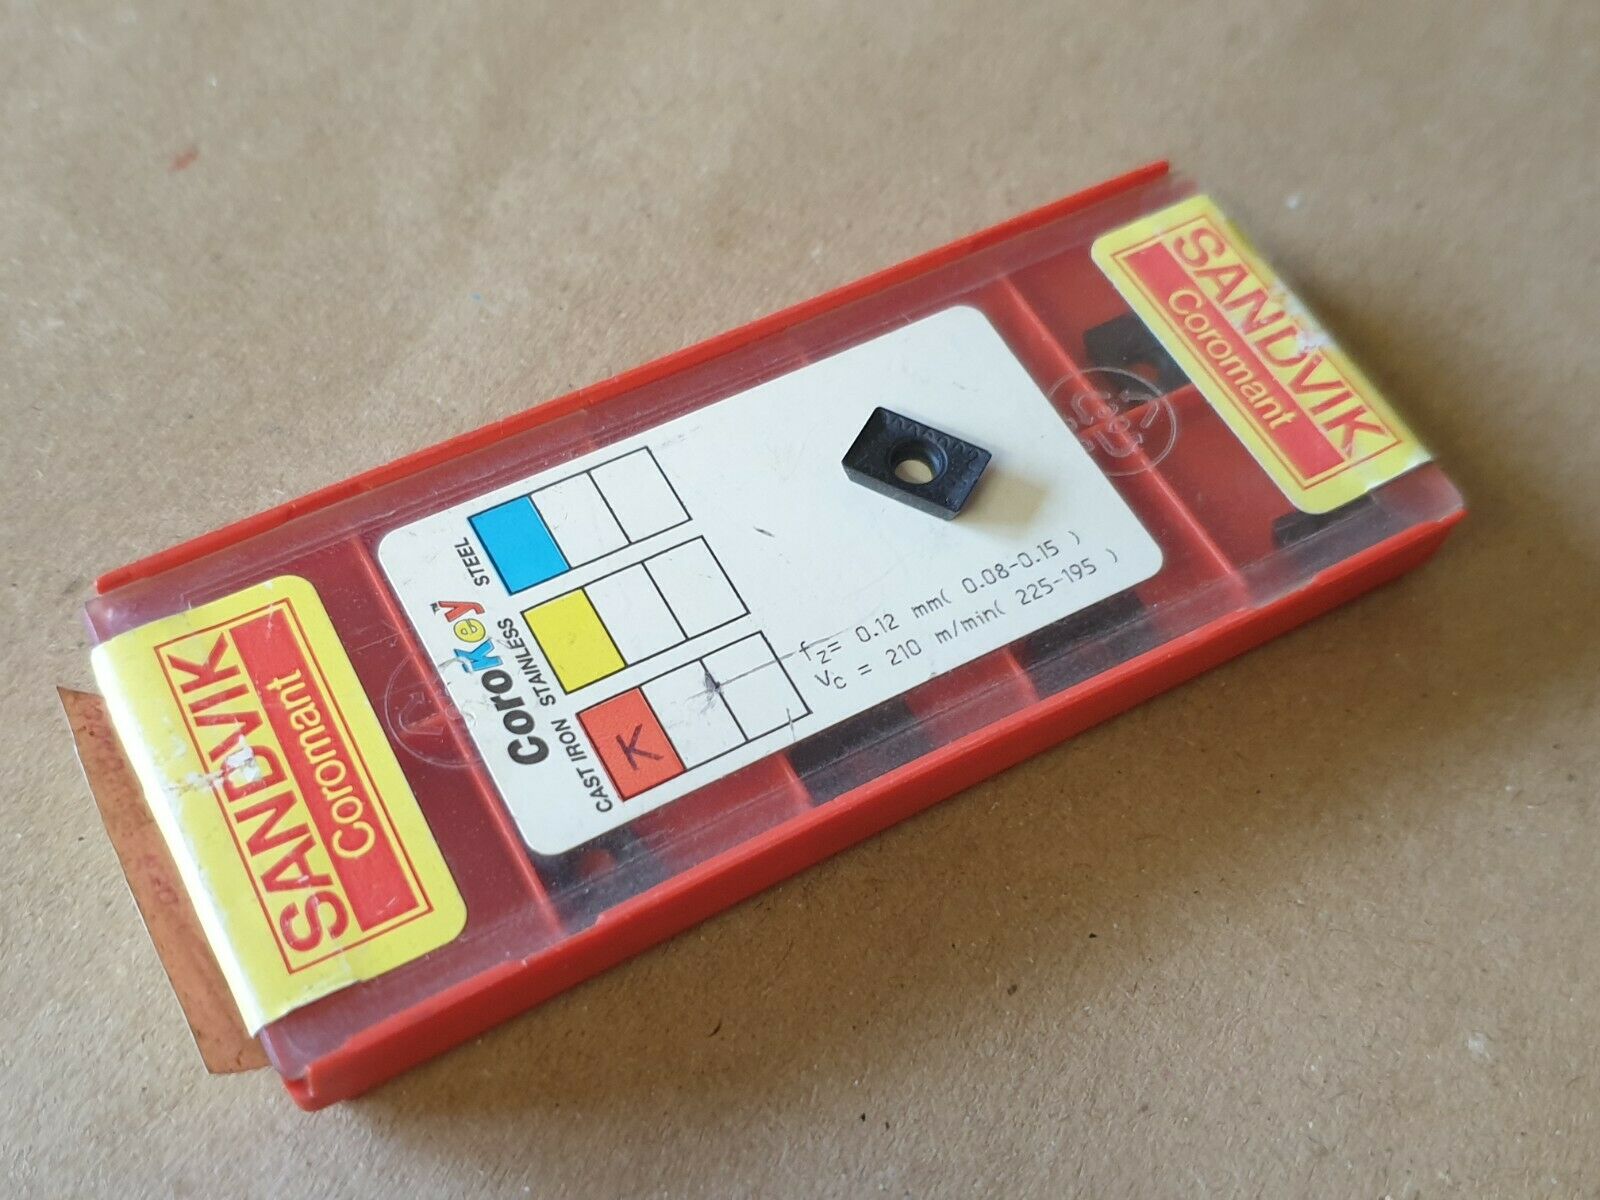 SANDVIK
Coromant
CoroKey™
STEEL
STAINLESS
CAST IRON
K
fz= 0.12 mm( 0.08-0.15 )
Vc = 210 m/min( 225-195 )
SANDVIK
Coromant